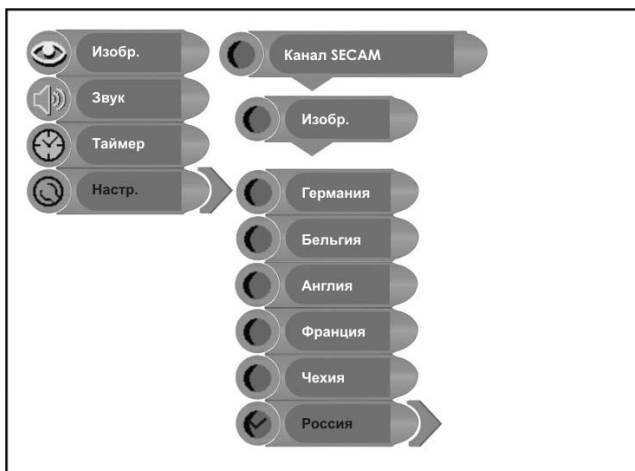 Изобр.
Звук
Таймер
Настр.
Канал SECAM
Изобр.
Германия
Бельгия
Англия
Франция
Чехия
Россия